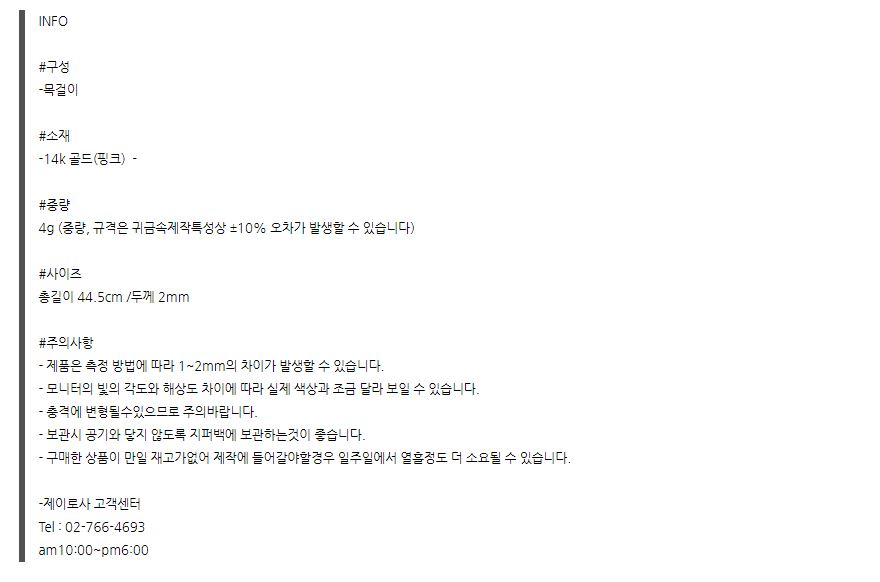 INFO
#구성
-목걸이
#소재
-14k 골드(핑크)  -
#중량
4g (중량, 규격은 귀금속제작특성상 ±10% 오차가 발생할 수 있습니다)
#사이즈
총길이 44.5cm /두께 2mm
#주의사항
- 제품은 측정 방법에 따라 1~2mm의 차이가 발생할 수 있습니다.
- 모니터의 빛의 각도와 해상도 차이에 따라 실제 색상과 조금 달라 보일 수 있습니다.
- 충격에 변형될수있으므로 주의바랍니다.
- 보관시 공기와 닿지 않도록 지퍼백에 보관하는것이 좋습니다.
- 구매한 상품이 만일 재고가없어 제작에 들어갈야할경우 일주일에서 열흘정도 더 소요될 수 있습니다.
-제이로사 고객센터
Tel : 02-766-4693
am10:00~pm6:00